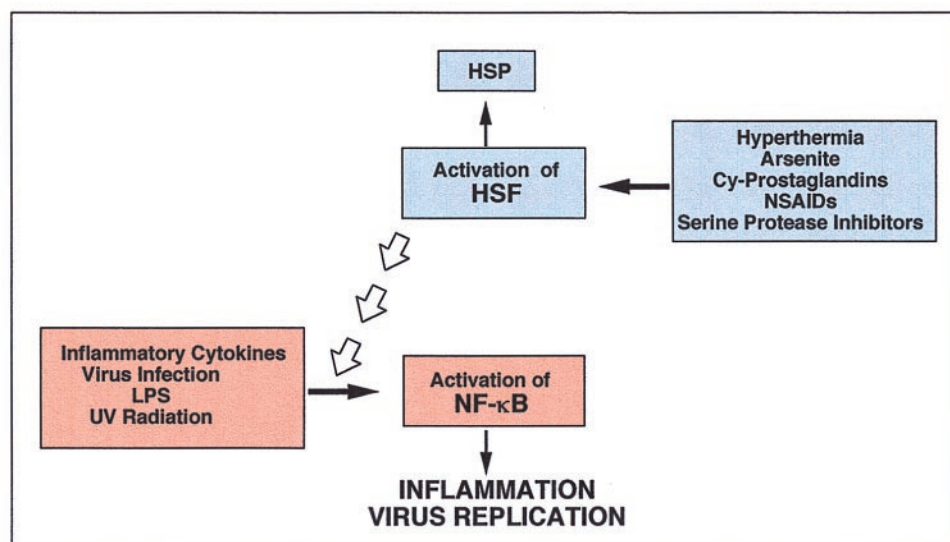 HSP
Activation of
HSF
Hyperthermia
Arsenite
Cy-Prostaglandins
NSAIDs
Serine Protease Inhibitors
Inflammatory Cytokines
Virus Infection
LPS
UV Radiation
Activation of
NF-κB
INFLAMMATION
VIRUS REPLICATION